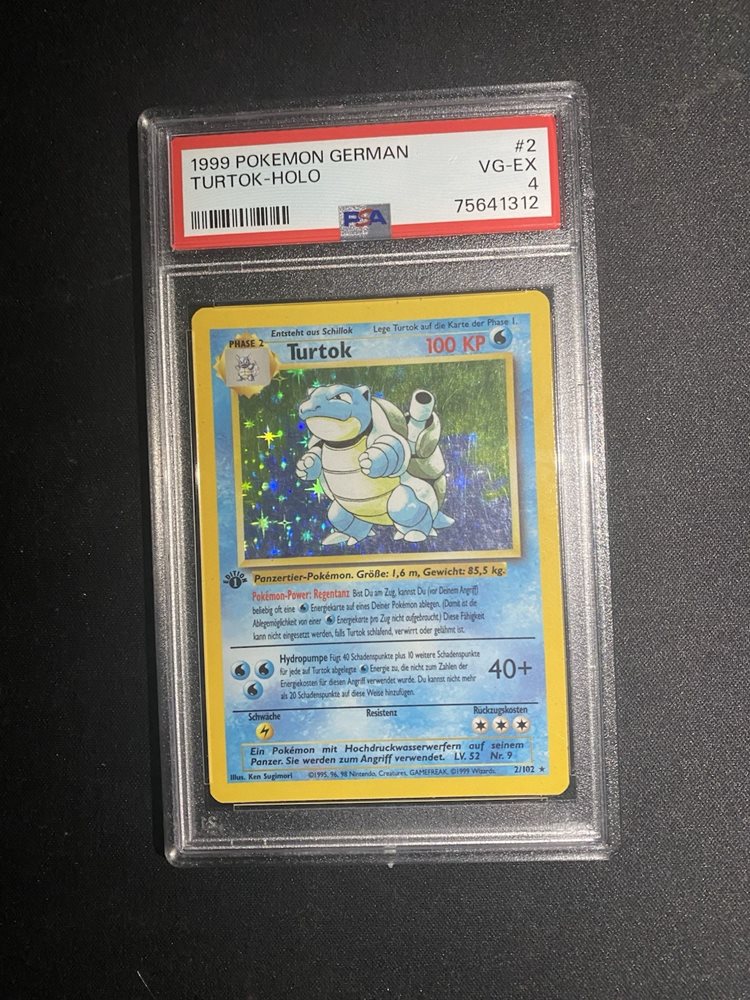 1999 POKEMON GERMAN #2
TURTOK-HOLO VG-EX
4
PSA 75641312
Entsteht aus Schillok Lege Turtok auf die Karte der Phase 1.
PHASE 2 Turtok 100 KP
EDITION 1
Panzertier-Pokémon. Größe: 1,6 m, Gewicht: 85,5 kg.
Pokémon-Power: Regentanz Bist Du am Zug, kannst Du (vor Deinem Angriff)
beliebig oft eine Energiekarte auf eines Deiner Pokémon ablegen. (Damit ist die
Ablegemöglichkeit von einer Energiekarte pro Zug nicht aufgebraucht.) Diese Fähigkeit
kann nicht eingesetzt werden, falls Turtok schlafend, verwirrt oder gelähmt ist.
Hydropumpe Fügt 40 Schadenspunkte plus 10 weitere Schadenspunkte
für jede auf Turtok abgelegte Energie zu, die nicht zum Zahlen der
Energiekosten für diesen Angriff verwendet wurde. Du kannst nicht mehr
als 20 Schadenspunkte auf diese Weise hinzufügen.
40+
Schwäche Resistenz Rückzugskosten
Ein Pokémon mit Hochdruckwasserwerfern auf seinem
Panzer. Sie werden zum Angriff verwendet. LV. 52 Nr. 9
Illus. Ken Sugimori ©1995, 96, 98 Nintendo, Creatures, GAMEFREAK. ©1999 Wizards. 2/102 ★